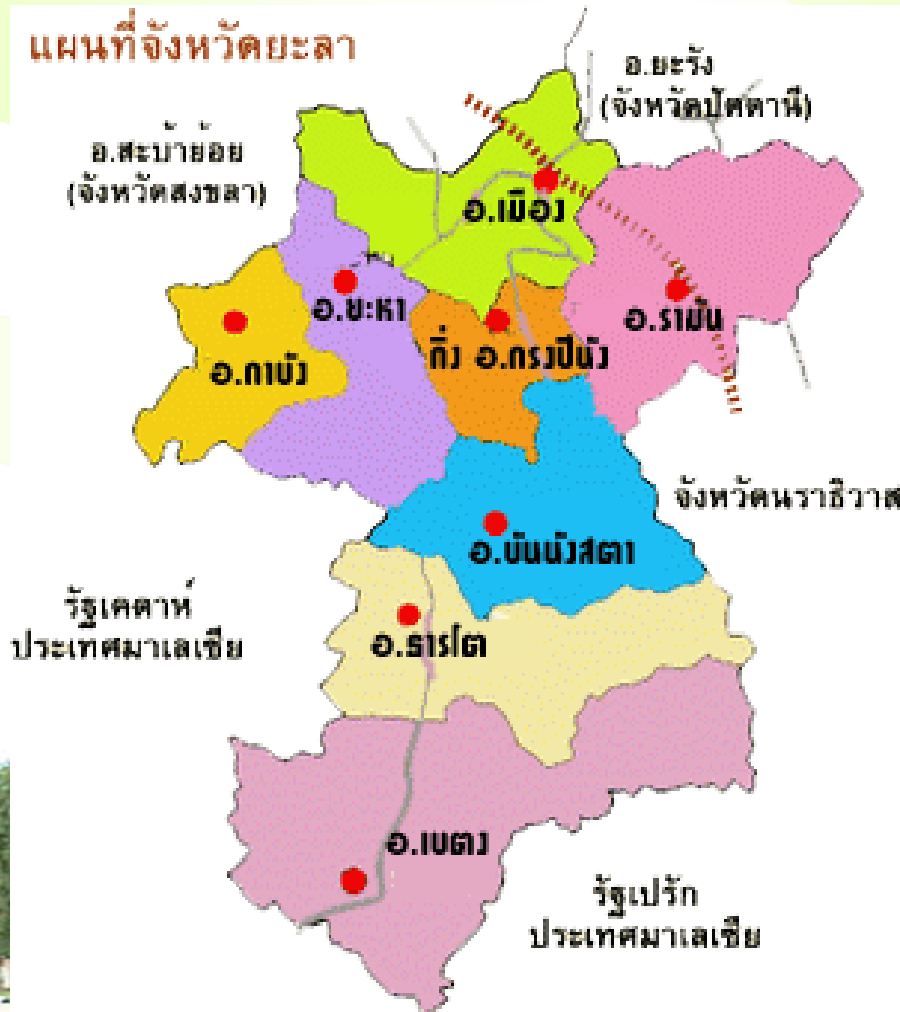 แผนที่จังหวัดยะลา
อ.ยะรัง
(จังหวัดปัตตานี)
อ.สะบ้าย้อย
(จังหวัดสงขลา)
อ.เมือง
อ.ยะหา
อ.รามัน
กิ่ง อ.กรงปีนัง
อ.กาบัง
จังหวัดนราธิวาส
อ.บันนังสตา
รัฐเคดาห์
ประเทศมาเลเซีย
อ.ธารโต
อ.เบตง
รัฐเปรัก
ประเทศมาเลเซีย